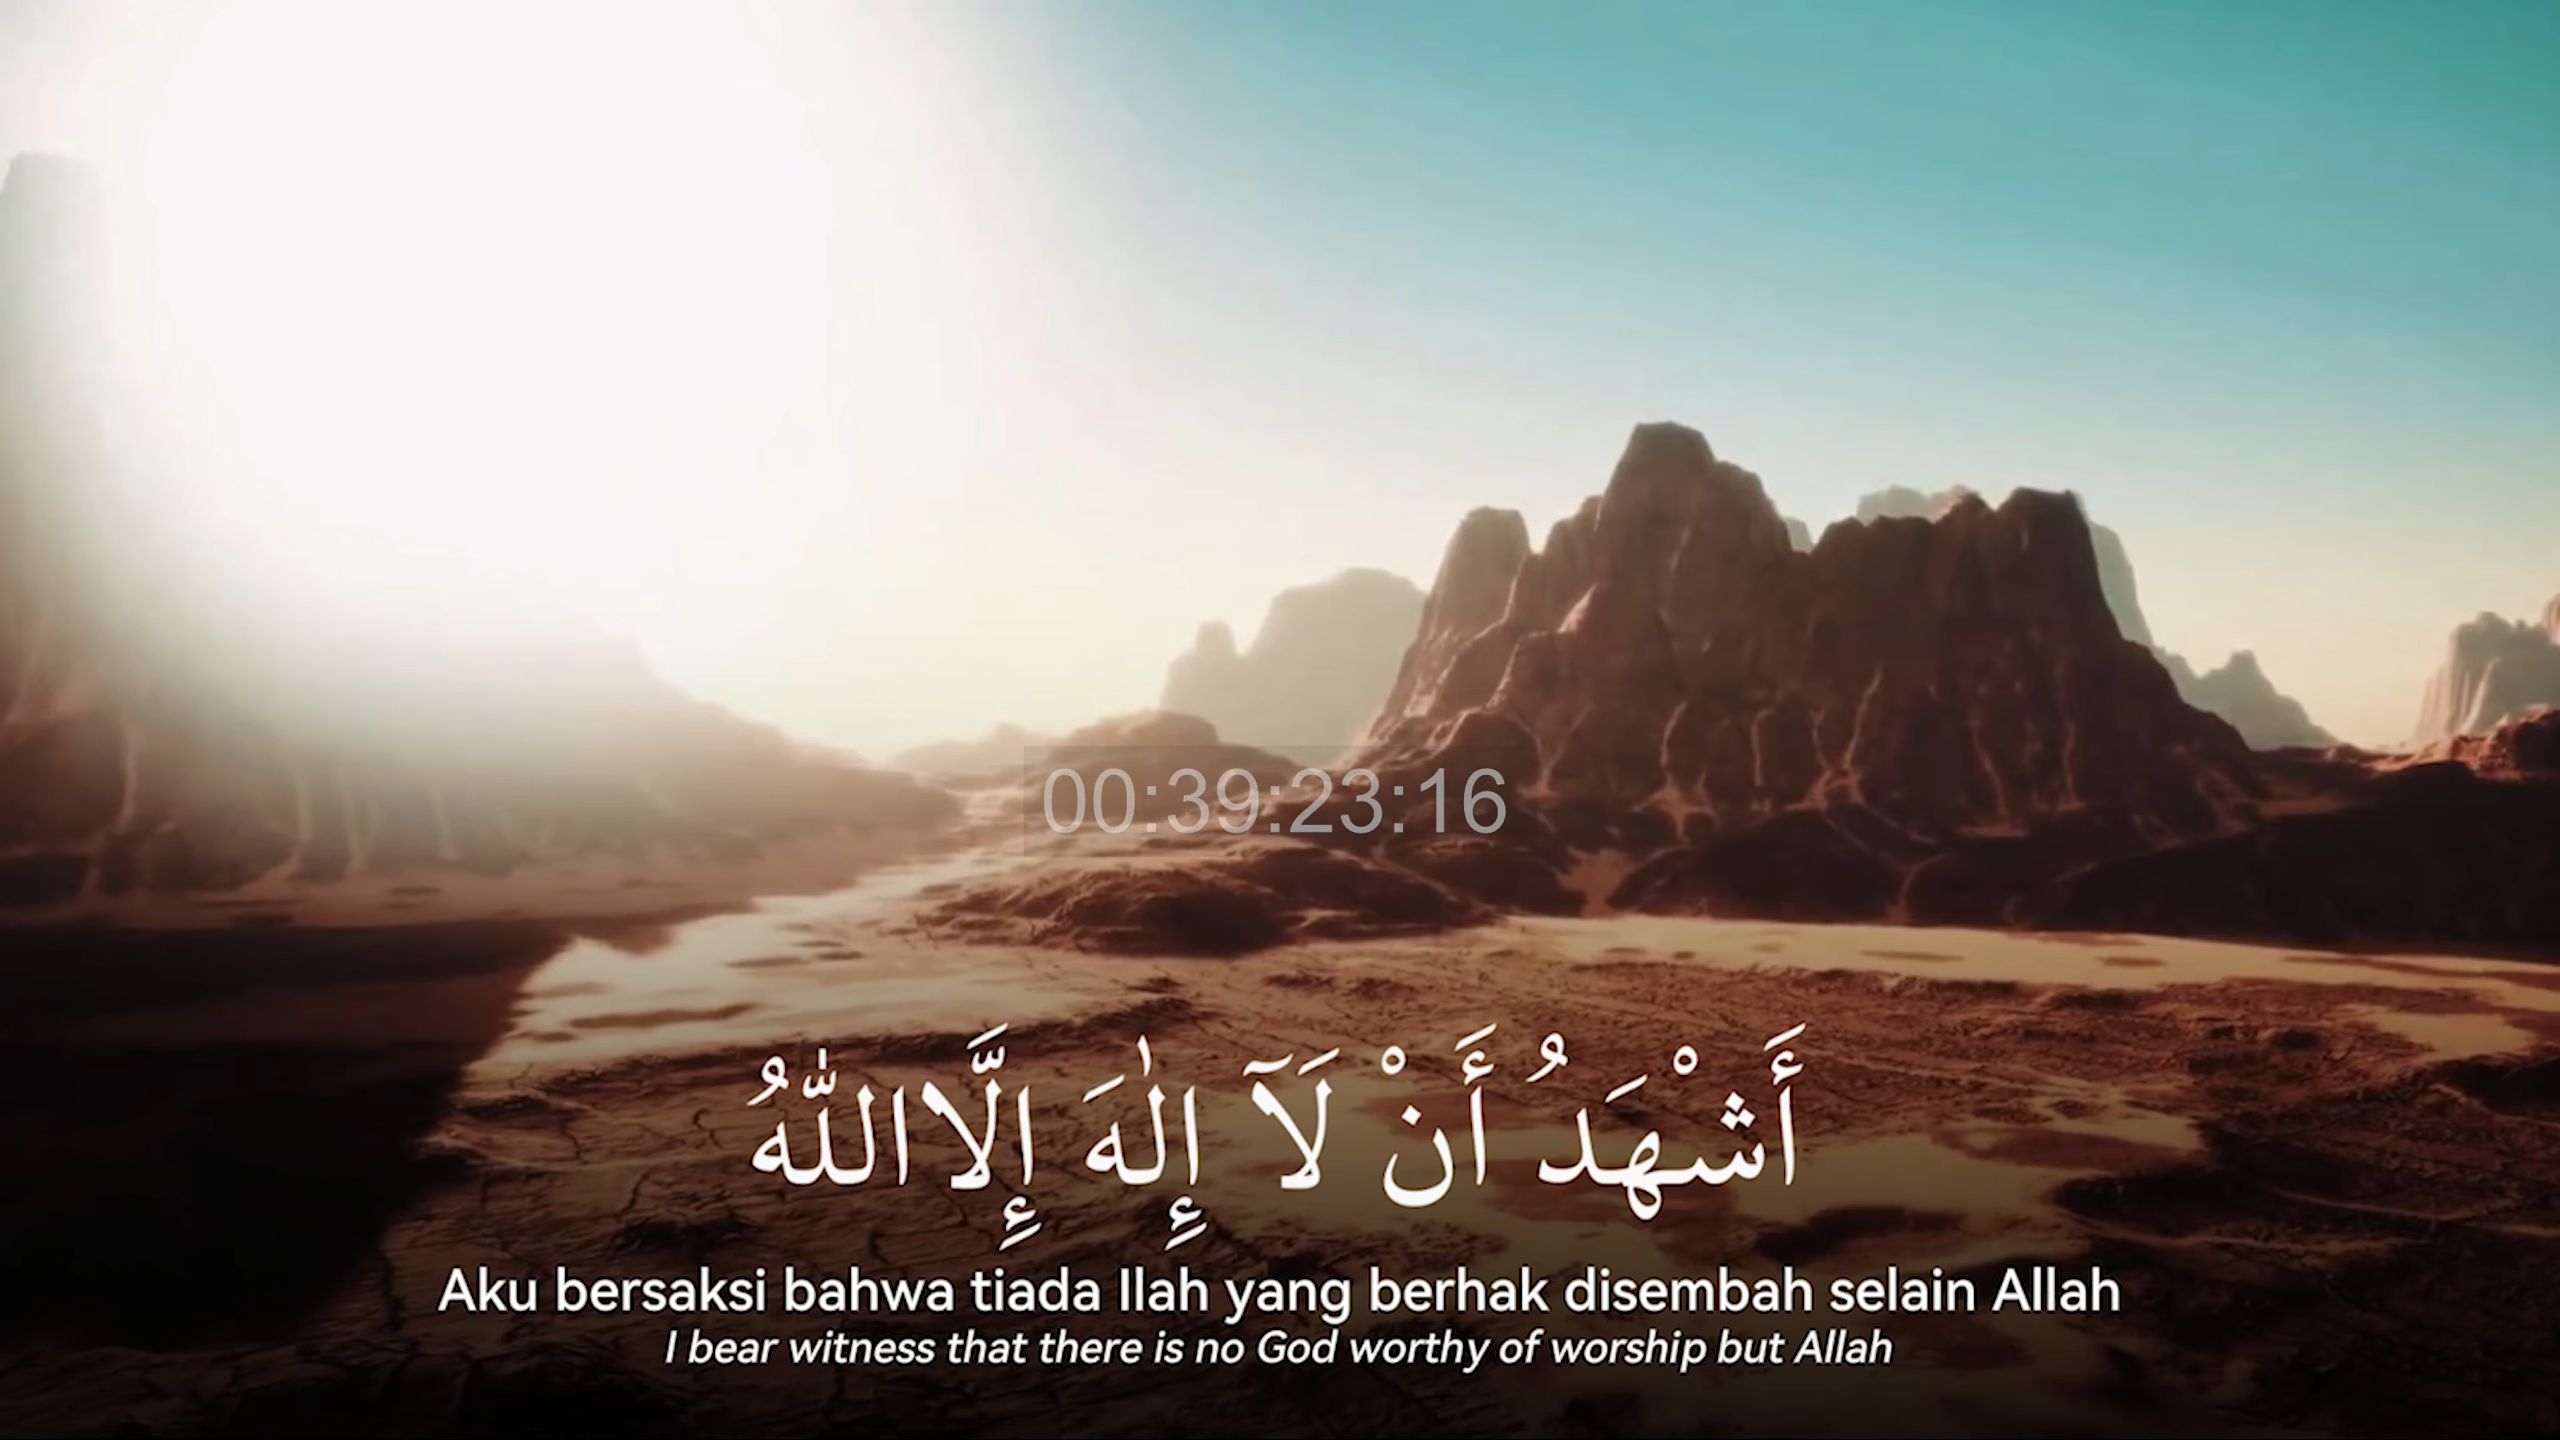 00:39:23:16
أَشْهَدُ أَنْ لَآ إِلٰهَ إِلَّا اللّٰهُ
Aku bersaksi bahwa tiada Ilah yang berhak disembah selain Allah
I bear witness that there is no God worthy of worship but Allah